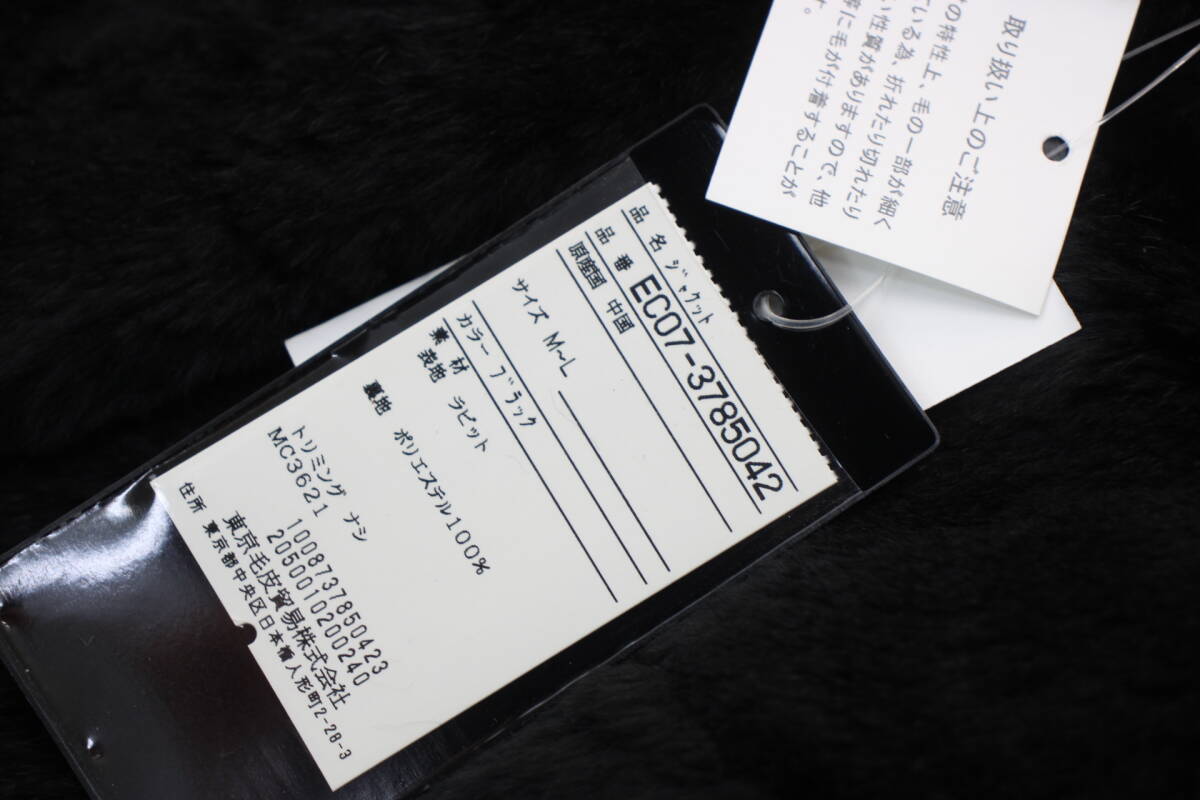 取り扱い上のご注意
の特性上、毛の一部が細く
ている為、折れたり切れたり
い性質がありますので、他
に毛が付着することが
す。
品名 ジャケット
品番 EC07-3785042
原産国 中国
サイズ M~L
カラー ブラック
素材
表地 ラビット
裏地 ポリエステル100%
トリミング ナシ
MC3621 1008737850423
2050010200240
東京毛皮貿易株式会社
住所 東京都中央区日本橋人形町2-28-3